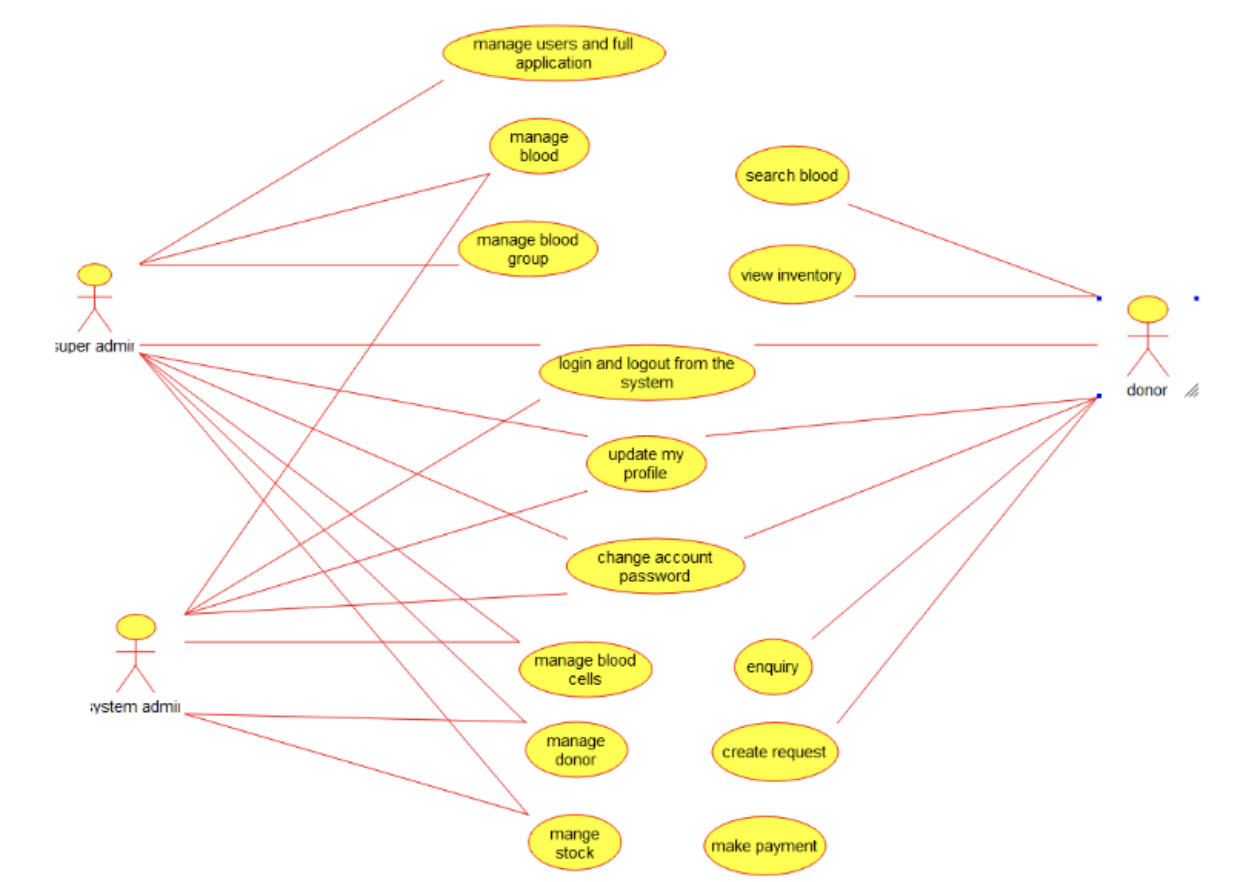 manage users and full
application
manage
blood
search blood
manage blood
group
view inventory
super admin
login and logout from the
system
donor
update my
profile
change account
password
manage blood
cells
enquiry
system admin
manage
donor
create request
mange
stock
make payment